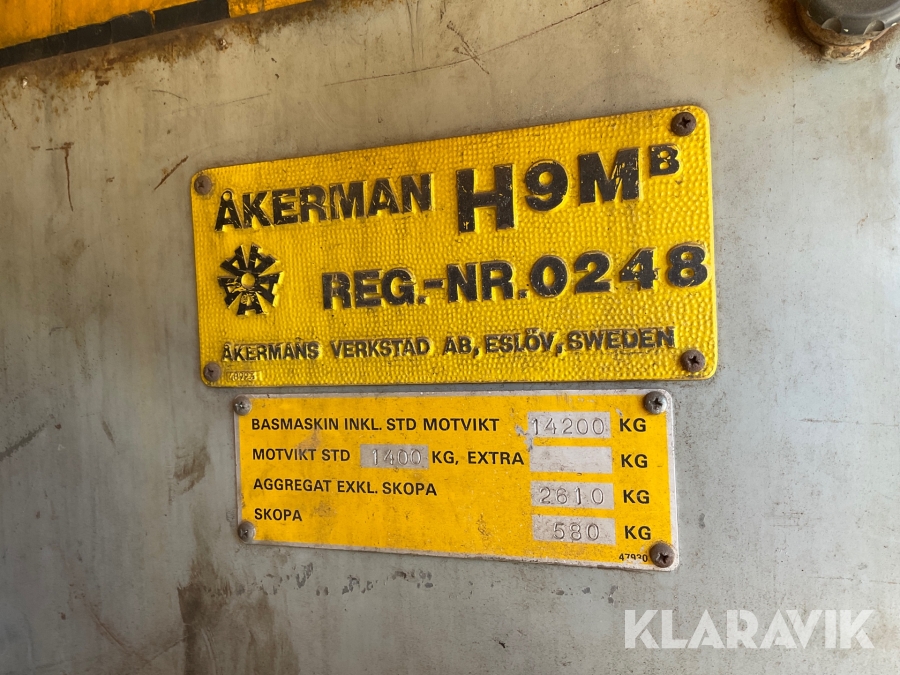 ÅKERMAN H9MB
REG.-NR.0248
ÅKERMANS VERKSTAD AB, ESLÖV, SWEDEN
BASMASKIN INKL. STD MOTVIKT 14200 KG
MOTVIKT STD 1400 KG, EXTRA KG
AGGREGAT EXKL. SKOPA 2610 KG
SKOPA 580 KG
47930
KLARAVIK